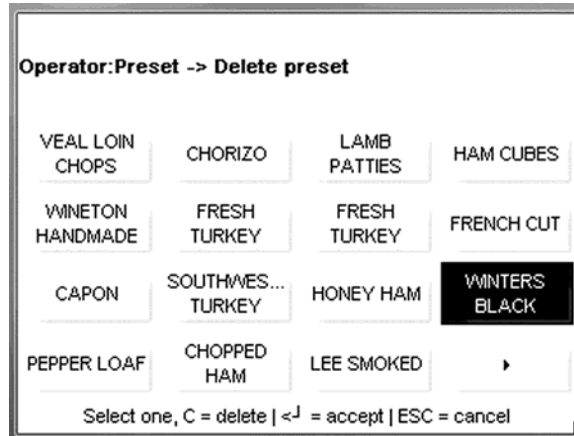 Operator:Preset -> Delete preset
VEAL LOIN
CHOPS
CHORIZO
LAMB
PATTIES
HAM CUBES
WINETON
HANDMADE
FRESH
TURKEY
FRESH
TURKEY
FRENCH CUT
CAPON
SOUTHWES...
TURKEY
HONEY HAM
WINTERS
BLACK
PEPPER LOAF
CHOPPED
HAM
LEE SMOKED
Select one, C = delete | <┘ = accept | ESC = cancel